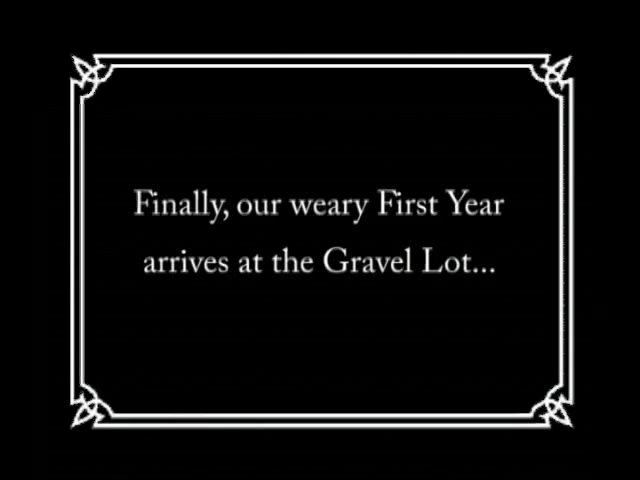 Finally, our weary First Year
arrives at the Gravel Lot...